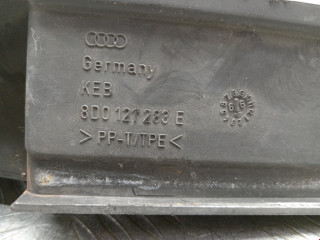 Germany
KEB
8D0 121 283 E
>PP-T/TPE<